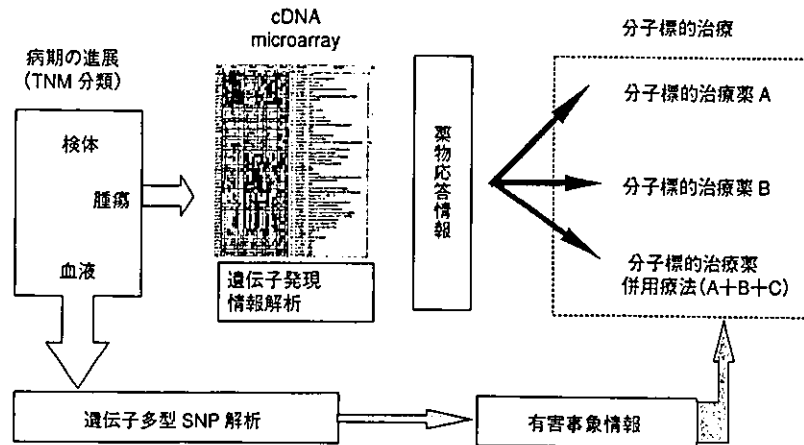 病期の進展
(TNM 分類)
検体
腫瘍
血液
cDNA
microarray
遺伝子発現
情報解析
薬物応答情報
分子標的治療
分子標的治療薬 A
分子標的治療薬 B
分子標的治療薬
併用療法(A+B+C)
遺伝子多型 SNP 解析
有害事象情報